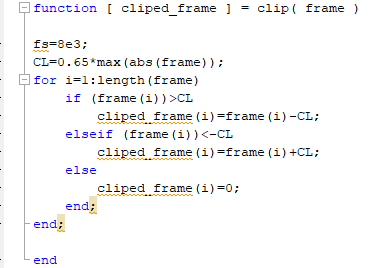 function [ cliped_frame ] = clip( frame )
fs=8e3;
CL=0.65*max(abs(frame));
for i=1:length(frame)
if (frame(i))>CL
cliped_frame(i)=frame(i)-CL;
elseif (frame(i))<-CL
cliped_frame(i)=frame(i)+CL;
else
cliped_frame(i)=0;
end;
end;
end